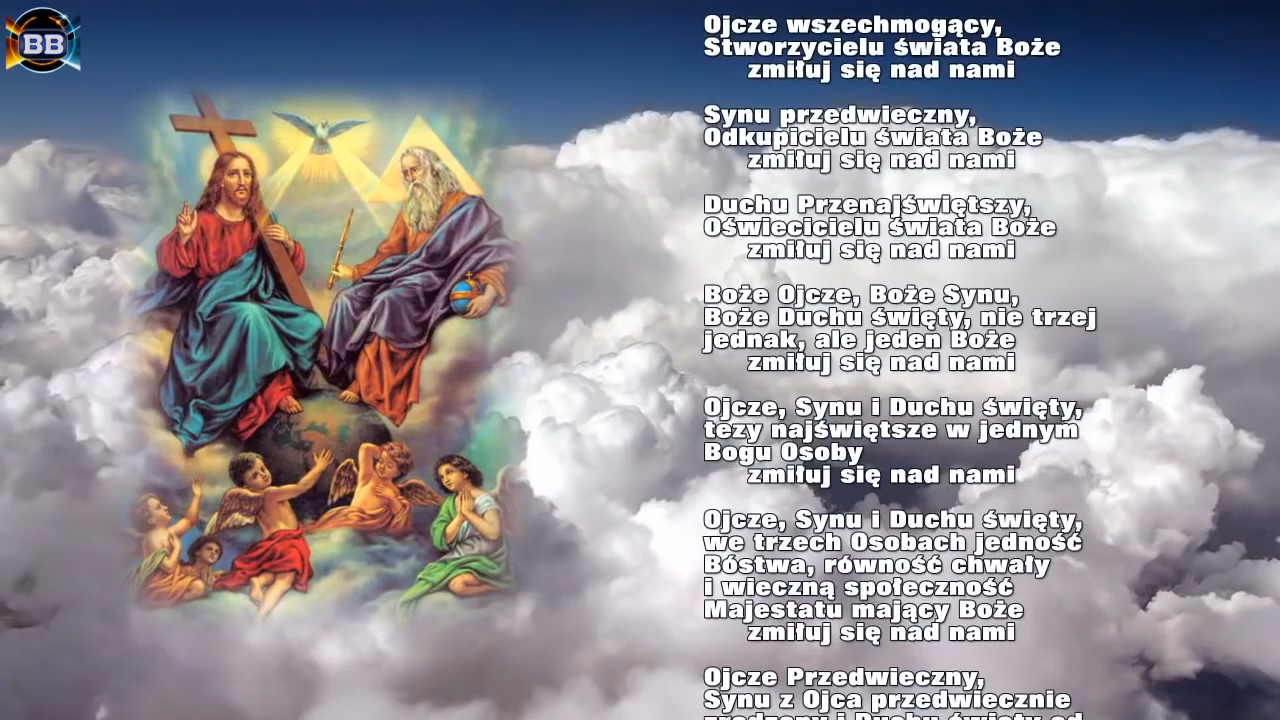 BB
Ojcze wszechmogący,
Stworzycielu świata Boże
zmiłuj się nad nami
Synu przedwieczny,
Odkupicielu świata Boże
zmiłuj się nad nami
Duchu Przenajświętszy,
Oświecicielu świata Boże
zmiłuj się nad nami
Boże Ojcze, Boże Synu,
Boże Duchu święty, nie trzej
jednak, ale jeden Boże
zmiłuj się nad nami
Ojcze, Synu i Duchu święty,
tezy najświętsze w jednym
Bogu Osoby
zmiłuj się nad nami
Ojcze, Synu i Duchu święty,
we trzech Osobach jedność
Bóstwa, równość chwały
i wieczną społeczność
Majestatu mający Boże
zmiłuj się nad nami
Ojcze Przedwieczny,
Synu z Ojca przedwiecznie
zrodzony i Duchu święty od